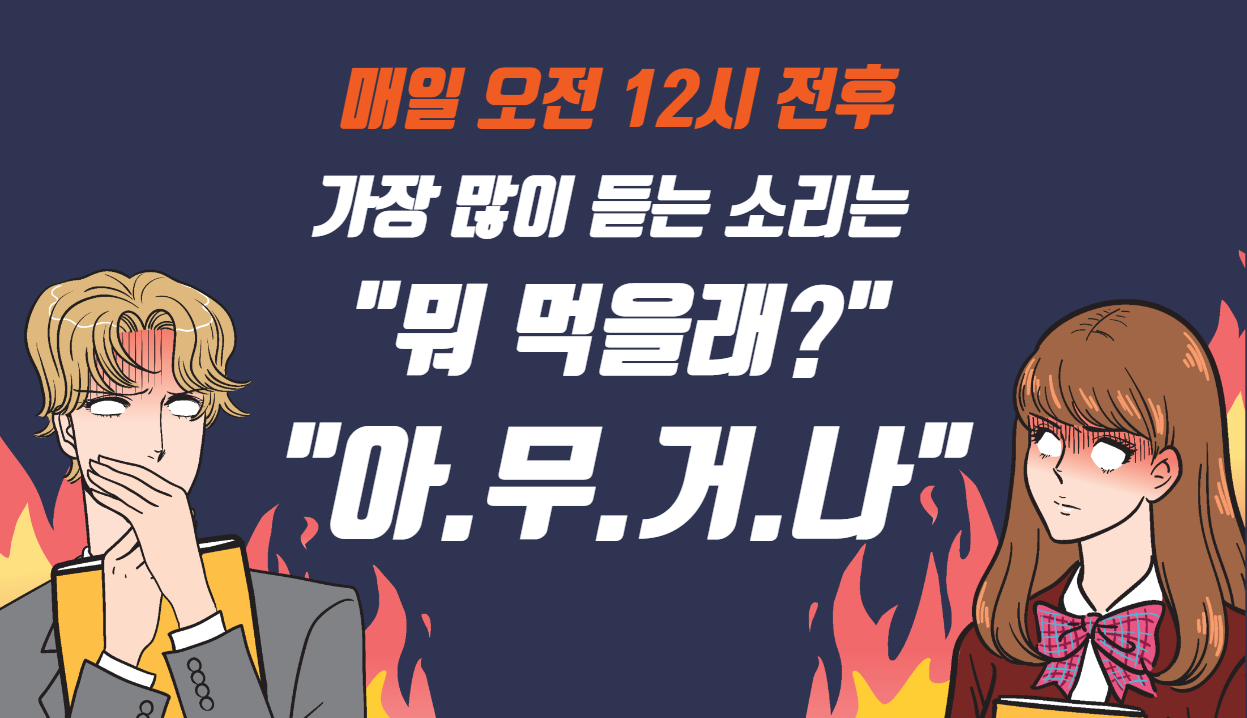 매일 오전 12시 전후
가장 많이 듣는 소리는
"뭐 먹을래?"
"아.무.거.나"